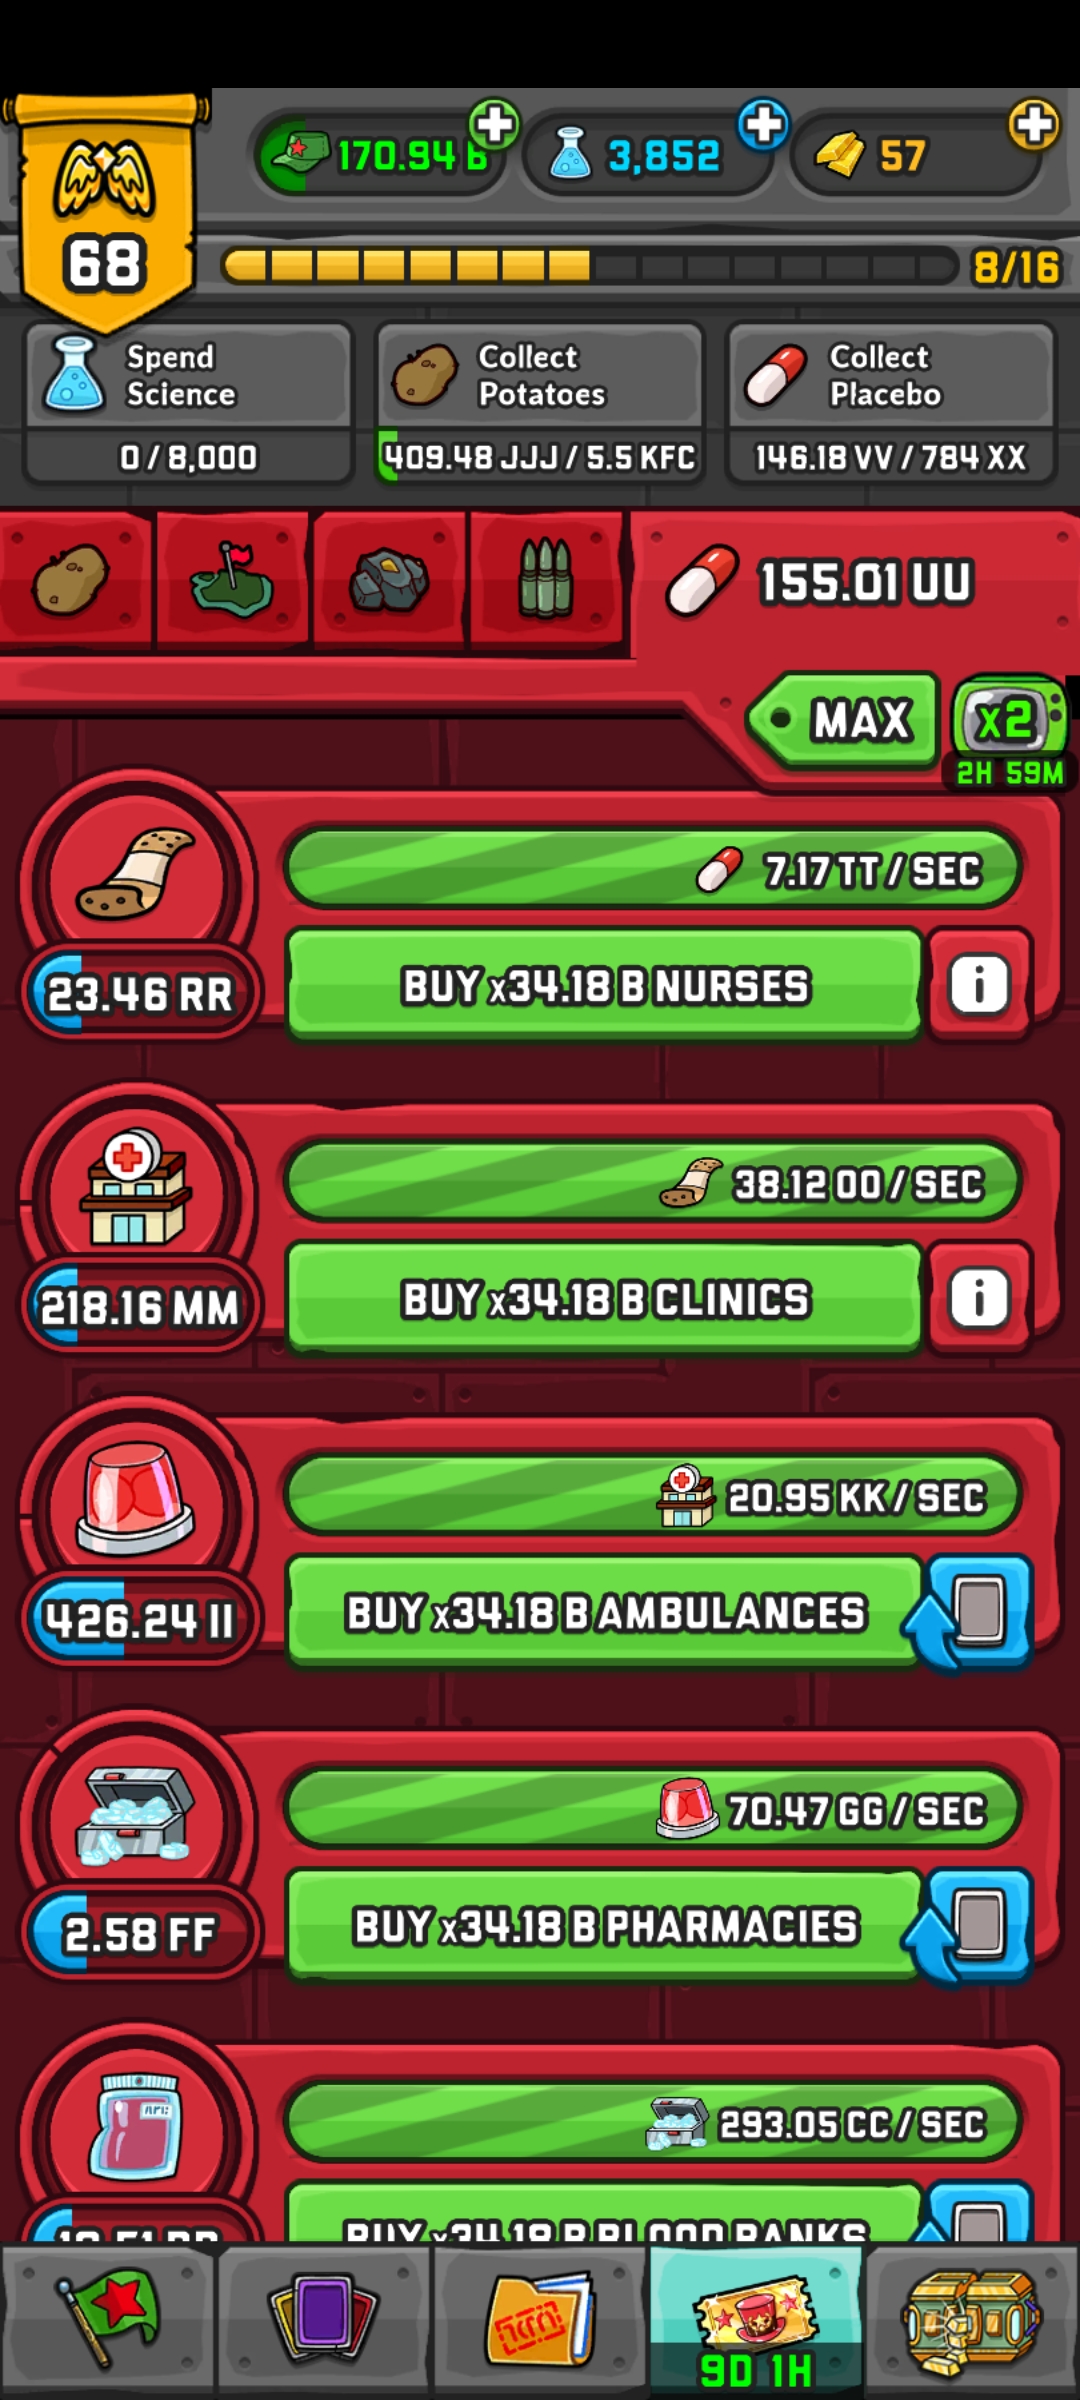 170.94 B
3,852
57
68
8/16
Spend
Science
0 / 8,000
Collect
Potatoes
409.48 JJJ / 5.5 KFC
Collect
Placebo
146.18 VV / 784 XX
155.01 UU
MAX
x2
2H 59M
7.17 TT / SEC
23.46 RR
BUY x34.18 B NURSES
i
38.12 OO / SEC
218.16 MM
BUY x34.18 B CLINICS
i
20.95 KK / SEC
426.24 II
BUY x34.18 B AMBULANCES
70.47 GG / SEC
2.58 FF
BUY x34.18 B PHARMACIES
293.05 CC / SEC
BUY x34.18 B BLOOD BANKS
9D 1H